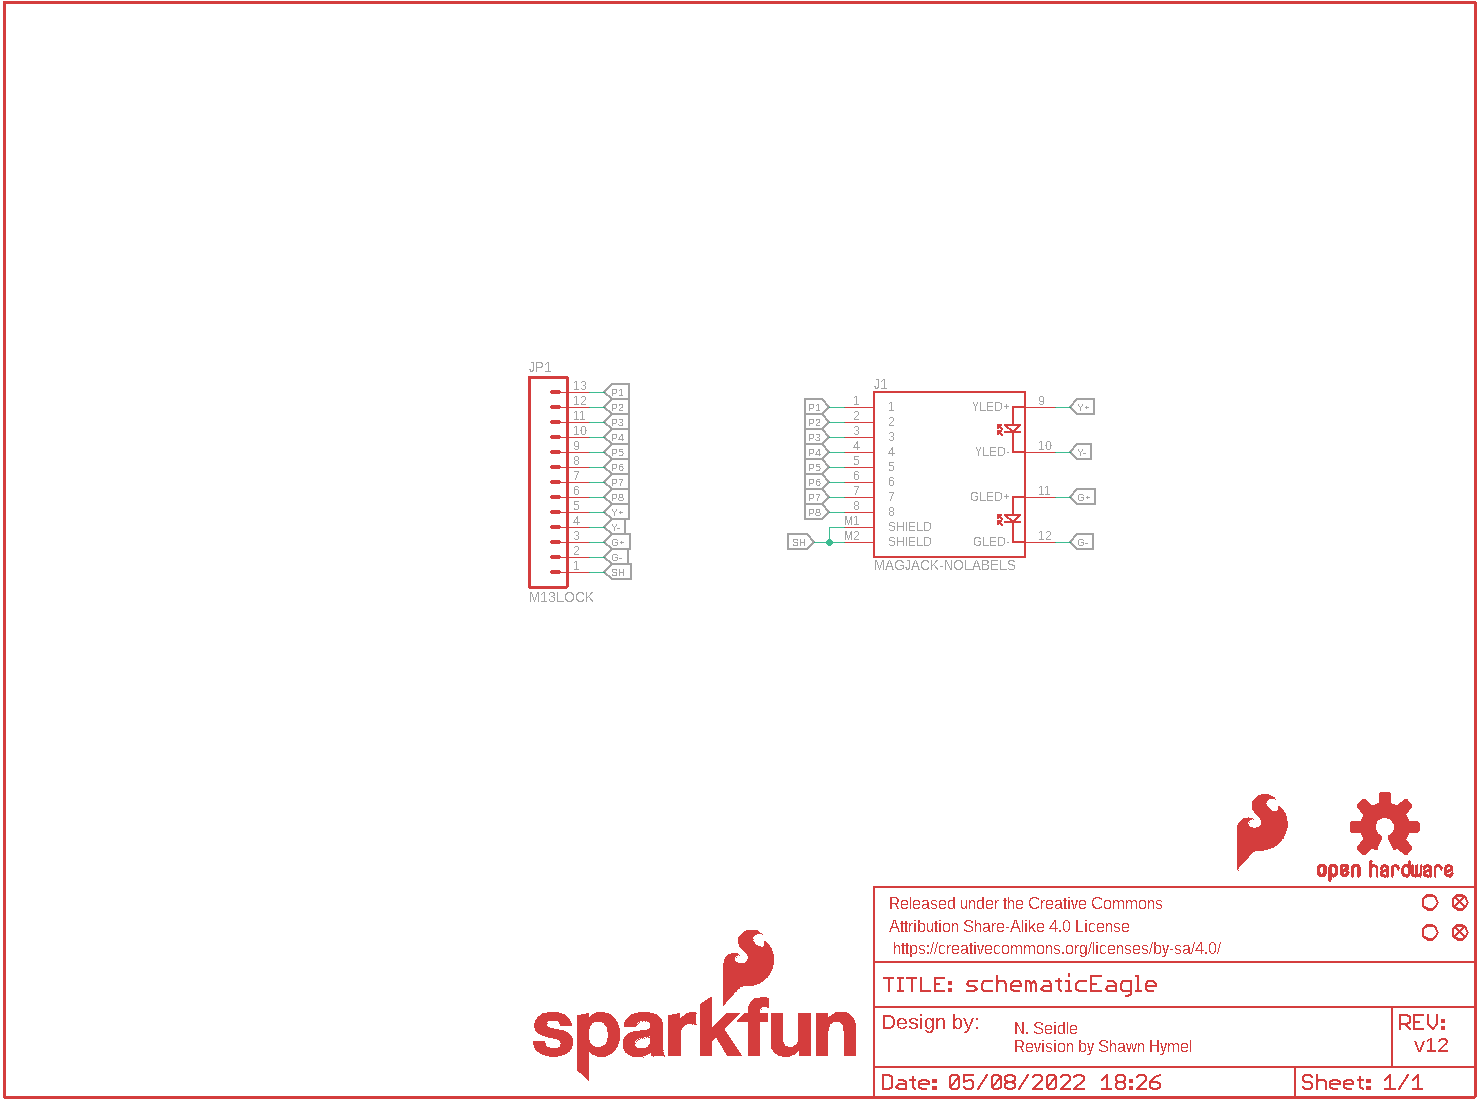 JP1
13 P1
12 P2
11 P3
10 P4
9 P5
8 P6
7 P7
6 P8
5 Y+
4 Y-
3 G+
2 G-
1 SH
M13LOCK
J1
P1 1 1 YLED+ 9 Y+
P2 2 2
P3 3 3
P4 4 4 YLED- 10 Y-
P5 5 5
P6 6 6
P7 7 7 GLED+ 11 G+
P8 8 8
M1 SHIELD
SH M2 SHIELD GLED- 12 G-
MAGJACK-NOLABELS
open hardware
Released under the Creative Commons
Attribution Share-Alike 4.0 License
https://creativecommons.org/licenses/by-sa/4.0/
TITLE: schematicEagle
Design by: N. Seidle
Revision by Shawn Hymel
REV:
v12
Date: 05/08/2022 18:26
Sheet: 1/1
sparkfun